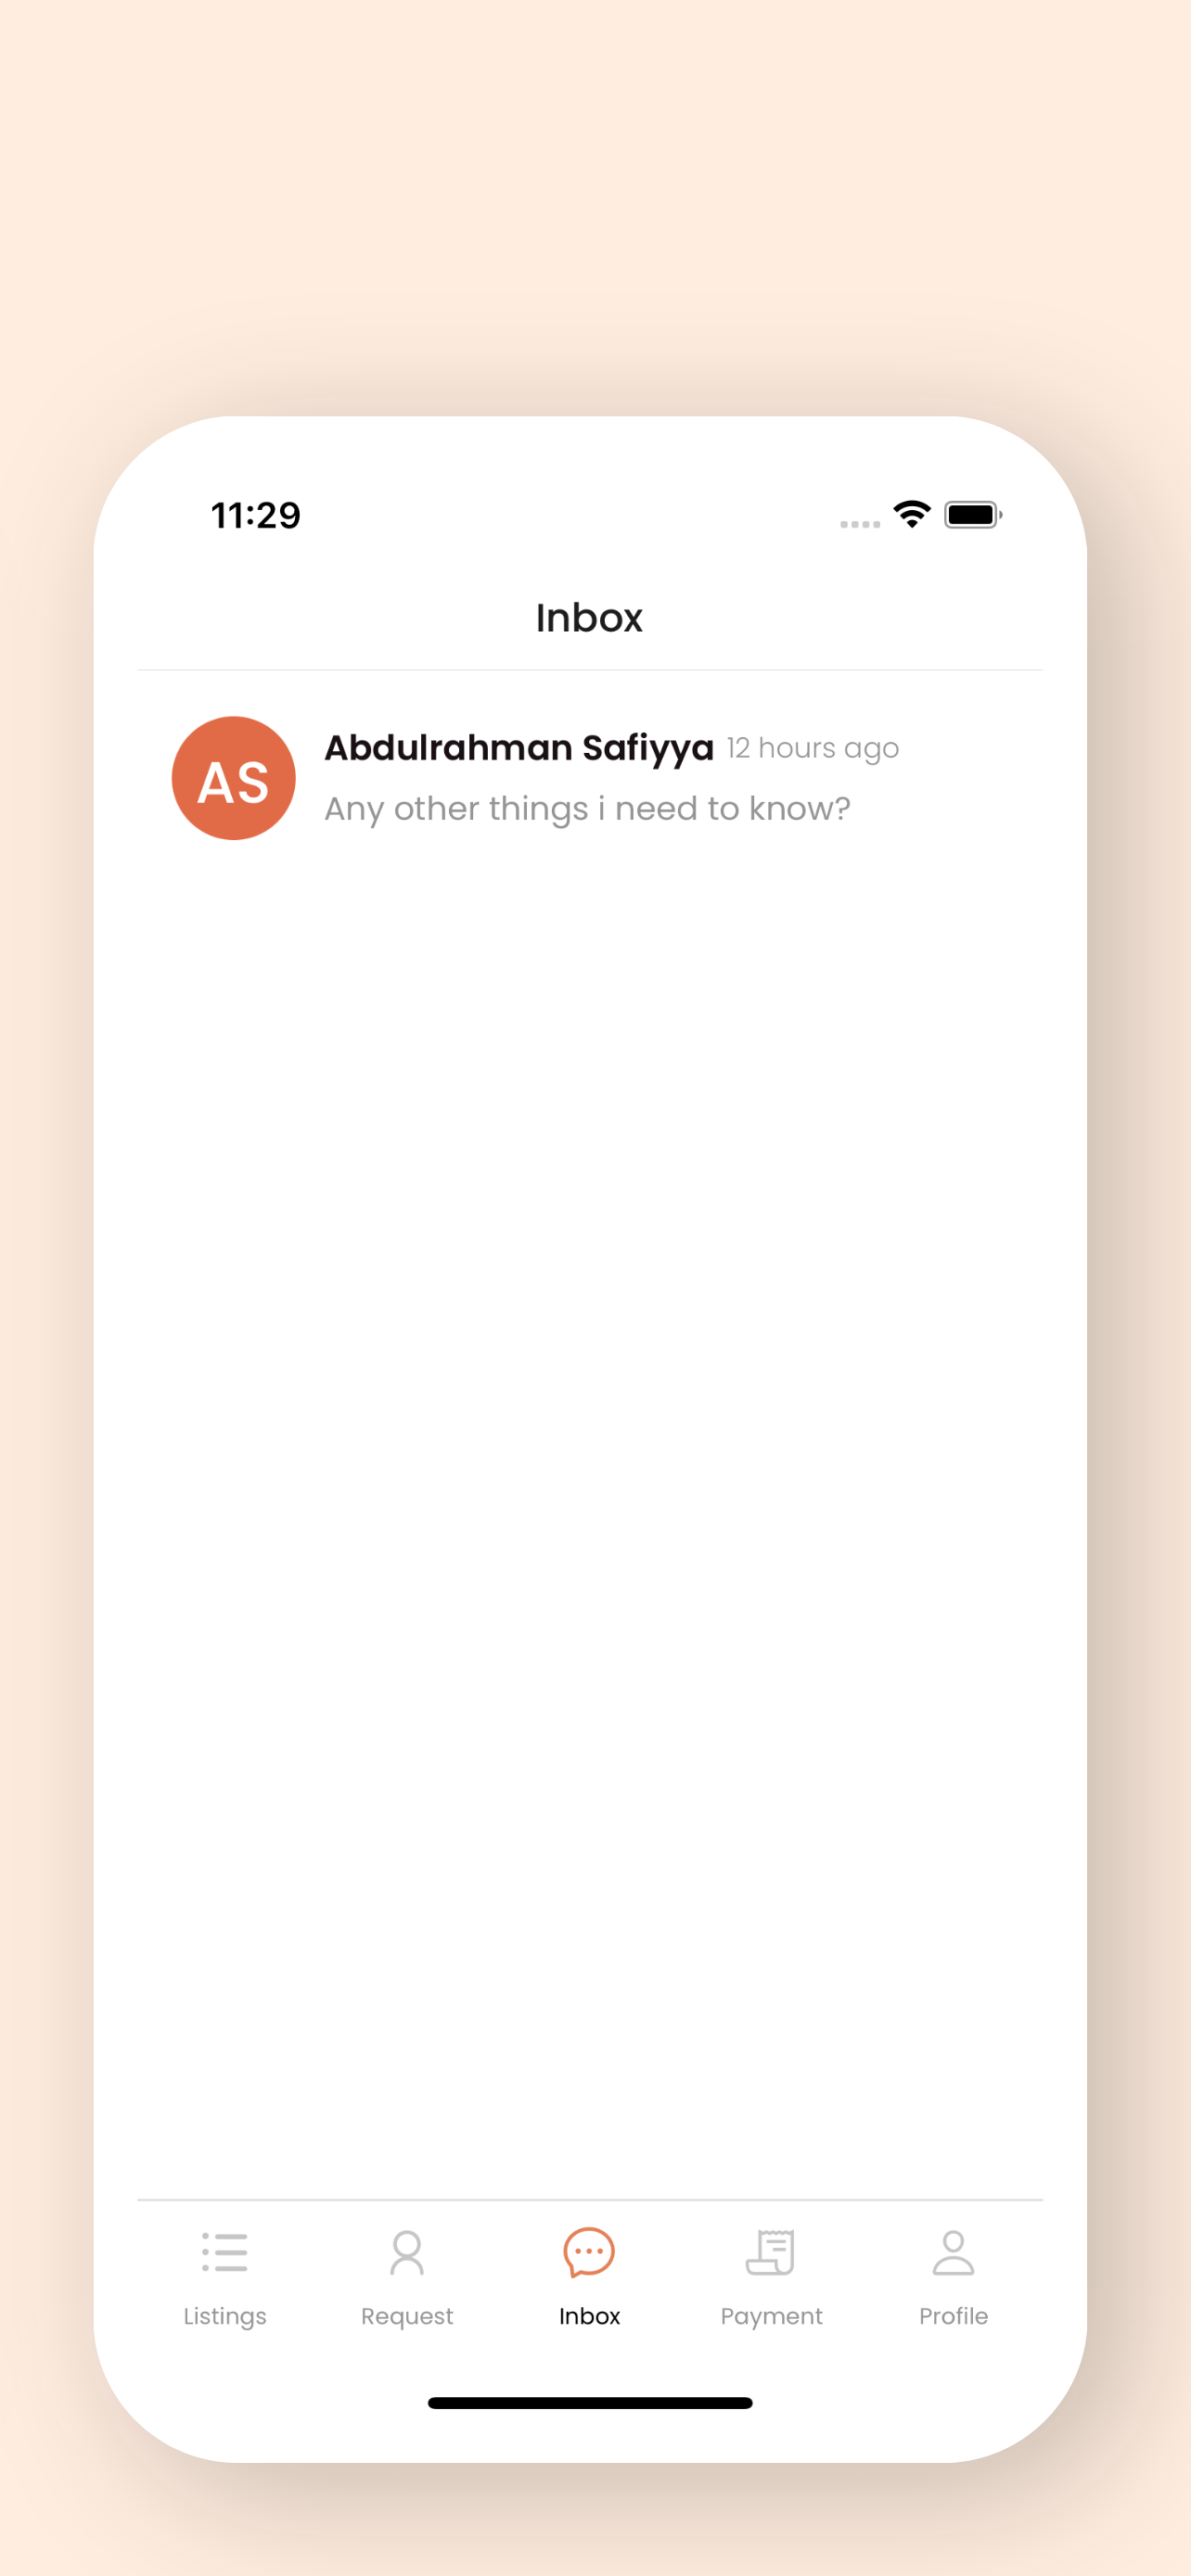 11:29
Inbox
AS
Abdulrahman Safiyya 12 hours ago
Any other things i need to know?
Listings
Request
Inbox
Payment
Profile